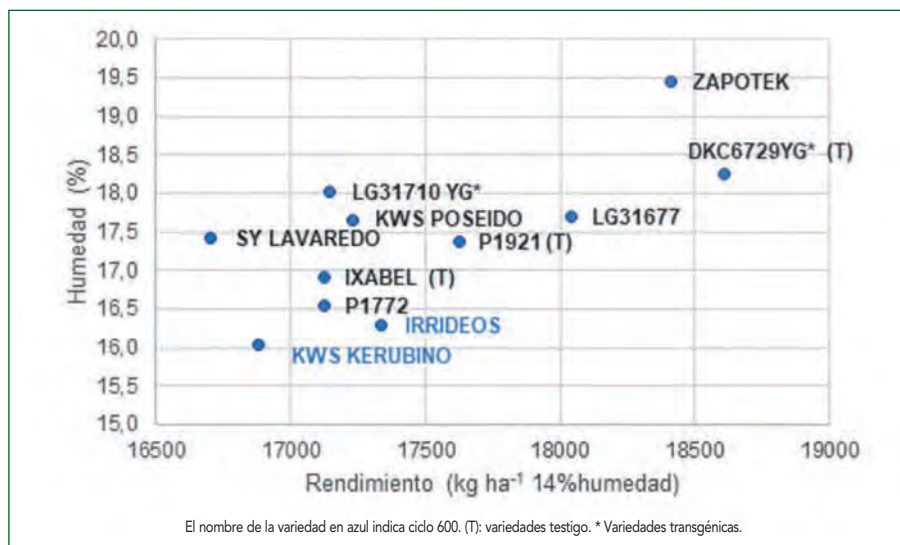 20,0
19,5
19,0
18,5
18,0
17,5
17,0
16,5
16,0
15,5
15,0
Humedad (%)
ZAPOTEK
DKC6729YG* (T)
LG31710 YG*
KWS POSEIDO
LG31677
SY LAVAREDO
P1921 (T)
IXABEL (T)
P1772
IRRIDEOS
KWS KERUBINO
16500 17000 17500 18000 18500 19000
Rendimiento (kg ha⁻¹ 14%humedad)
El nombre de la variedad en azul indica ciclo 600. (T): variedades testigo. * Variedades transgénicas.